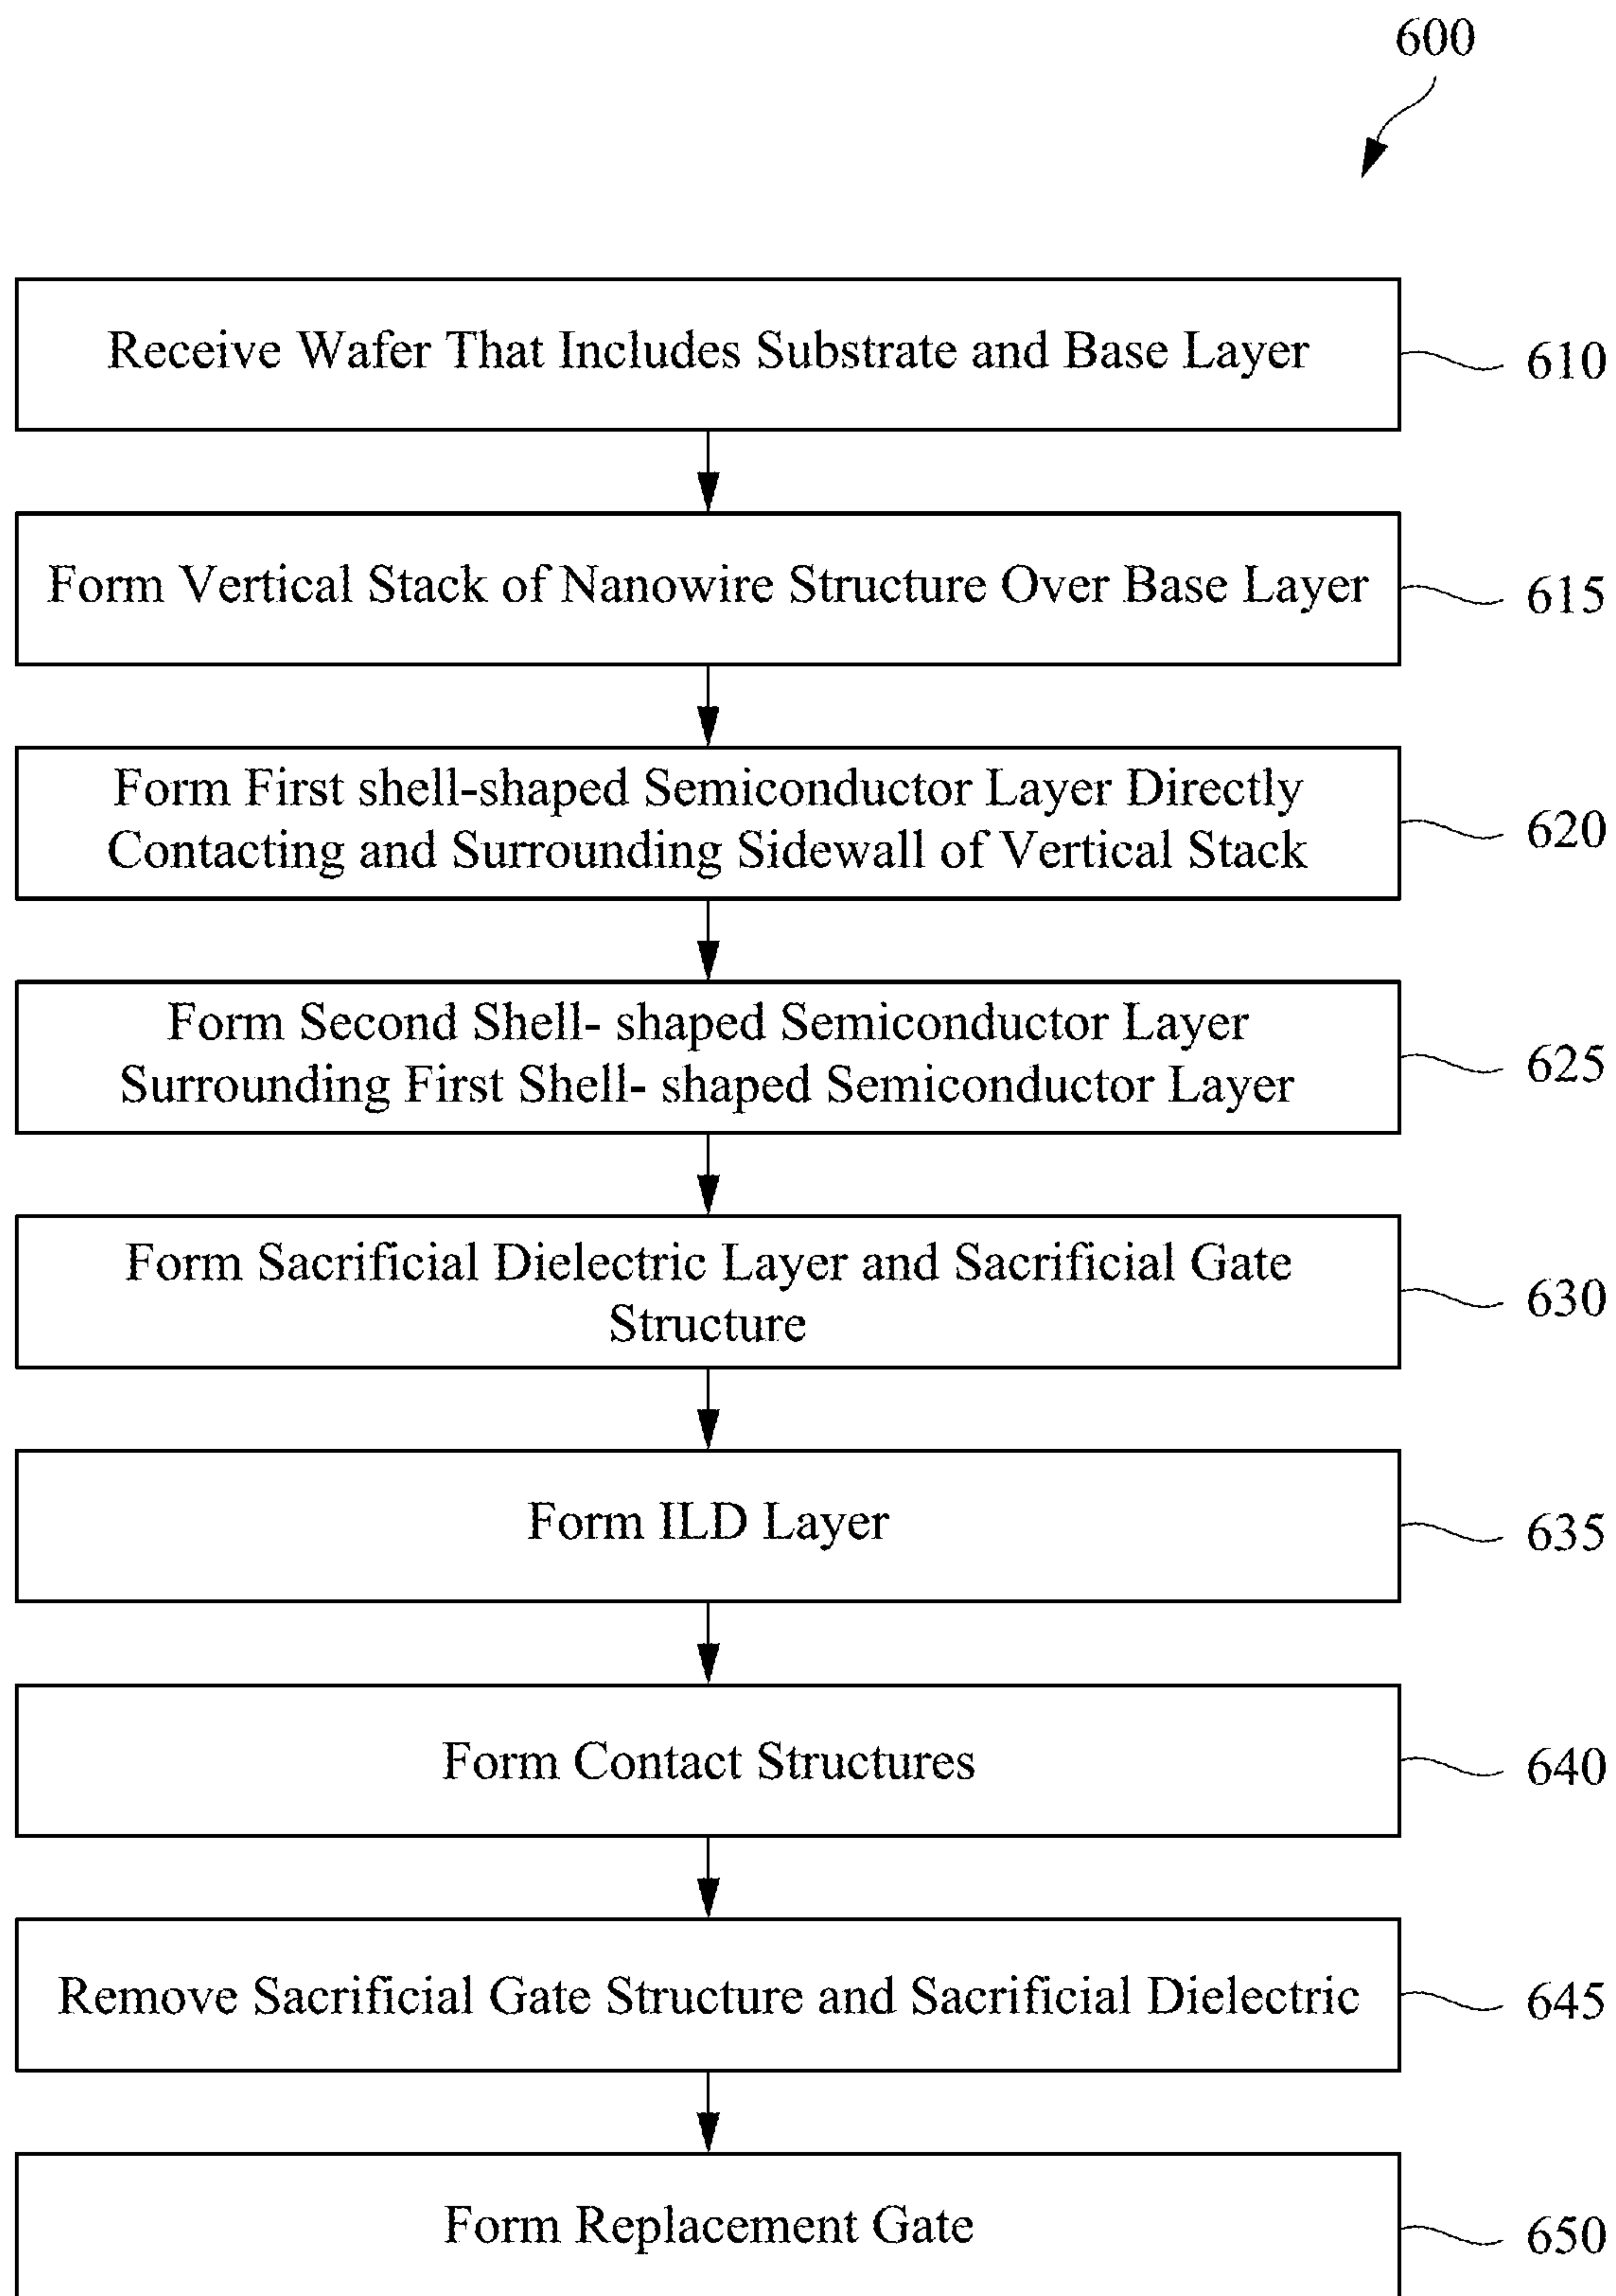 600
Receive Wafer That Includes Substrate and Base Layer
610
Form Vertical Stack of Nanowire Structure Over Base Layer
615
Form First shell-shaped Semiconductor Layer Directly
Contacting and Surrounding Sidewall of Vertical Stack
620
Form Second Shell- shaped Semiconductor Layer
Surrounding First Shell- shaped Semiconductor Layer
625
Form Sacrificial Dielectric Layer and Sacrificial Gate
Structure
630
Form ILD Layer
635
Form Contact Structures
640
Remove Sacrificial Gate Structure and Sacrificial Dielectric
645
Form Replacement Gate
650